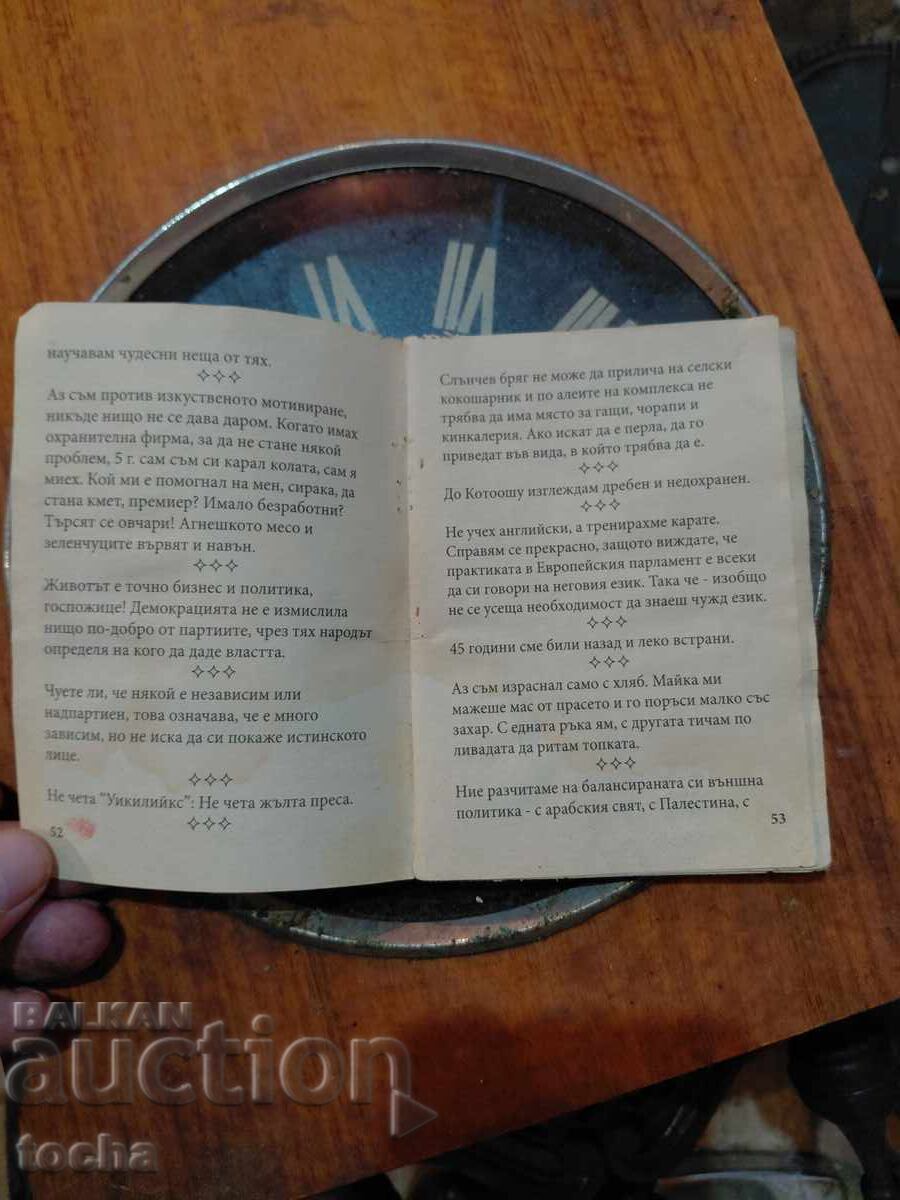 научавам чудесни неща от тях.
✧✧✧
Аз съм против изкуственото мотивиране,
никъде нищо не се дава даром. Когато имах
охранителна фирма, за да не стане някой
проблем, 5 г. сам съм си карал колата, сам я
миех. Кой ми е помогнал на мен, сирака, да
стана кмет, премиер? Имало безработни?
Търсят се овчари! Агнешкото месо и
зеленчуците вървят и навън.
✧✧✧
Животът е точно бизнес и политика,
госпожице! Демокрацията не е измислила
нищо по-добро от партиите, чрез тях народът
определя на кого да даде властта.
✧✧✧
Чуете ли, че някой е независим или
надпартиен, това означава, че е много
зависим, но не иска да си покаже истинското
лице.
✧✧✧
Не чета "Уикилийкс": Не чета жълта преса.
✧✧✧
52
Слънчев бряг не може да прилича на селски
кокошарник и по алеите на комплекса не
трябва да има място за гащи, чорапи и
кинкалерия. Ако искат да е перла, да го
приведат във вида, в който трябва да е.
✧✧✧
До Котоошу изглеждам дребен и недохранен.
✧✧✧
Не учех английски, а тренирахме карате.
Справям се прекрасно, защото виждате, че
практиката в Европейския парламент е всеки
да си говори на неговия език. Така че - изобщо
не се усеща необходимост да знаеш чужд език.
✧✧✧
45 години сме били назад и леко встрани.
✧✧✧
Аз съм израснал само с хляб. Майка ми
мажеше мас от прасето и го поръси малко със
захар. С едната ръка ям, с другата тичам по
ливадата да ритам топката.
✧✧✧
Ние разчитаме на балансираната си външна
политика - с арабския свят, с Палестина, с
53
BALKAN
auction
tocha